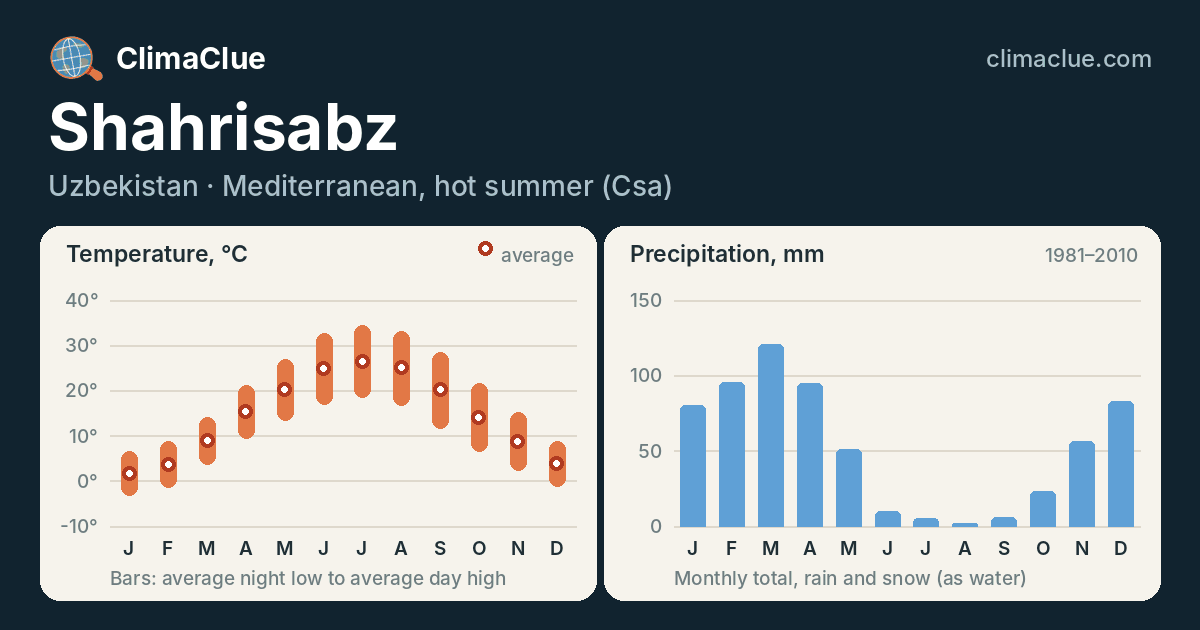 ClimaClue
climaclue.com
Shahrisabz
Uzbekistan · Mediterranean, hot summer (Csa)
Temperature, °C
average
40°
30°
20°
10°
0°
-10°
J F M A M J J A S O N D
Bars: average night low to average day high
Precipitation, mm
1981–2010
150
100
50
0
J F M A M J J A S O N D
Monthly total, rain and snow (as water)